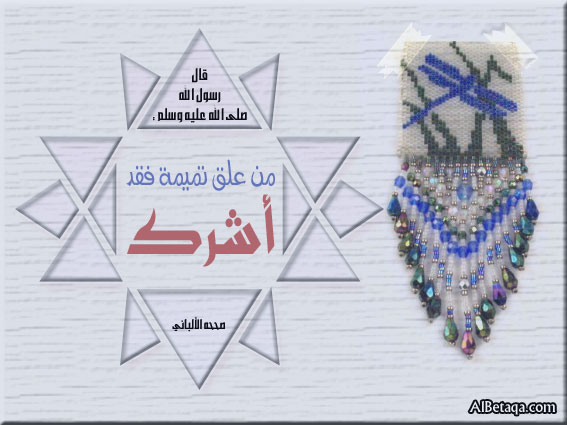 قال
رسول الله
صلى الله عليه وسلم :
من علق تميمة فقد
أشرك
صححه الألباني
AlBetaqa.com